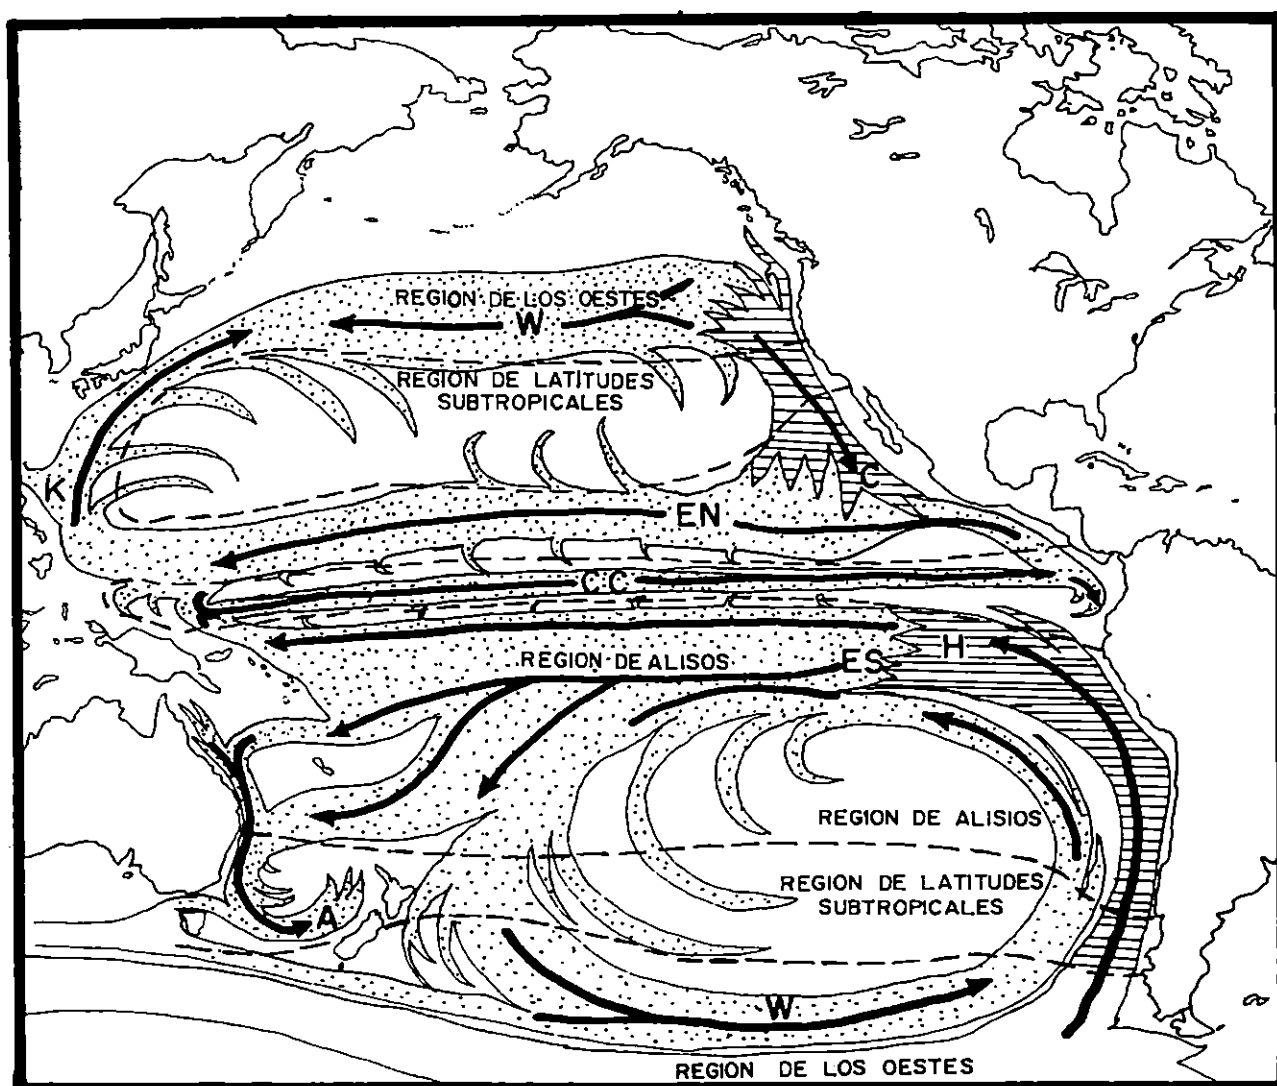 REGION DE LOS OESTES
W
REGION DE LATITUDES
SUBTROPICALES
K
C
EN
CC
H
REGION DE ALISOS
ES
REGION DE ALISIOS
REGION DE LATITUDES
SUBTROPICALES
A
W
REGION DE LOS OESTES